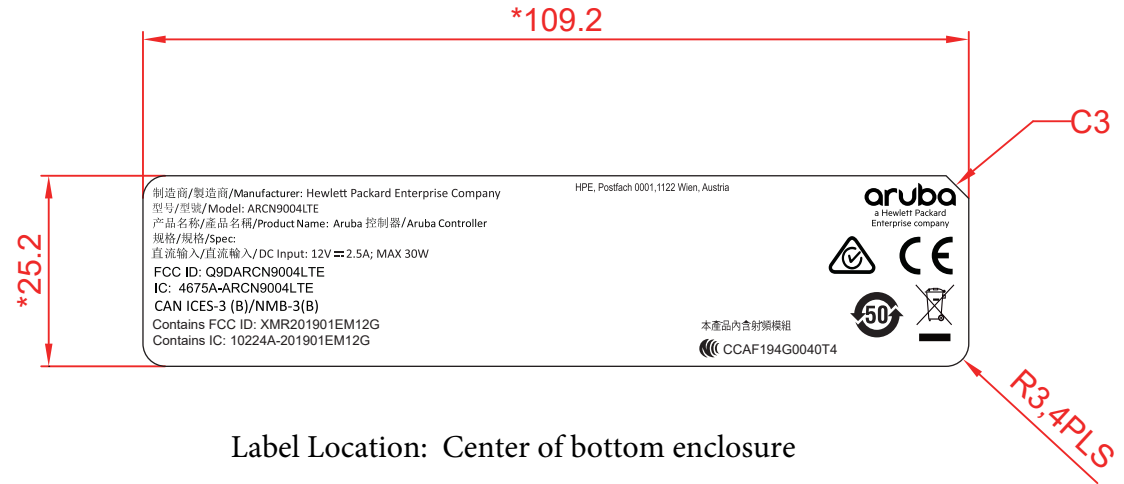 *109.2
C3
*25.2
制造商/製造商/Manufacturer: Hewlett Packard Enterprise Company
型号/型號/Model: ARCN9004LTE
产品名称/產品名稱/Product Name: Aruba 控制器/Aruba Controller
规格/規格/Spec:
直流输入/直流輸入/DC Input: 12V ⎓ 2.5A; MAX 30W
FCC ID: Q9DARCN9004LTE
IC: 4675A-ARCN9004LTE
CAN ICES-3 (B)/NMB-3(B)
Contains FCC ID: XMR201901EM12G
Contains IC: 10224A-201901EM12G
HPE, Postfach 0001,1122 Wien, Austria
aruba
a Hewlett Packard
Enterprise company
CE
50
本產品內含射頻模組
CCAF194G0040T4
R3,4PLS
Label Location: Center of bottom enclosure